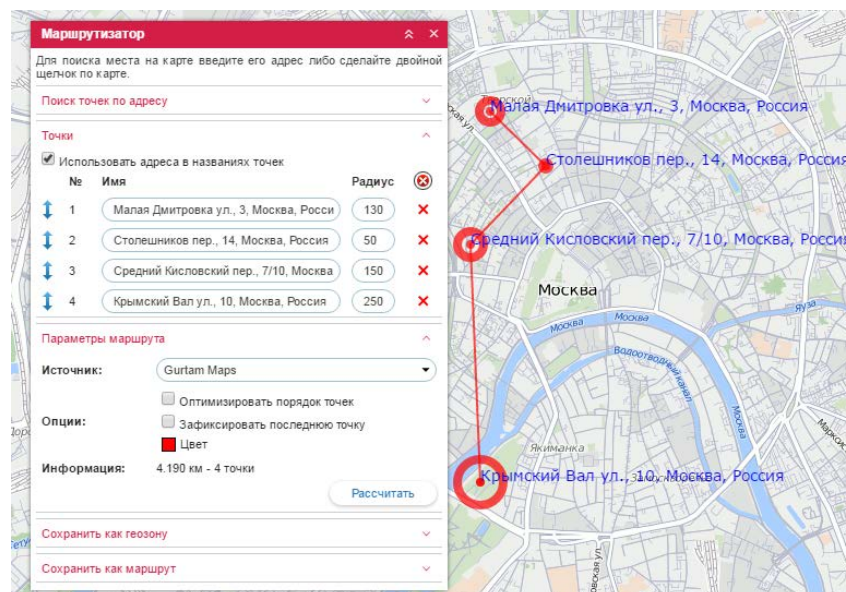 Маршрутизатор
Для поиска места на карте введите его адрес либо сделайте двойной
щелчок по карте.
Поиск точек по адресу
Точки
Использовать адреса в названиях точек
№ Имя Радиус
1 Малая Дмитровка ул., 3, Москва, Росси 130
2 Столешников пер., 14, Москва, Россия 50
3 Средний Кисловский пер., 7/10, Москва 150
4 Крымский Вал ул., 10, Москва, Россия 250
Параметры маршрута
Источник: Gurtam Maps
Оптимизировать порядок точек
Опции: Зафиксировать последнюю точку
Цвет
Информация: 4.190 км - 4 точки
Рассчитать
Сохранить как геозону
Сохранить как маршрут
Тверской
Малая Дмитровка ул., 3, Москва, Россия
Столешников пер., 14, Москва, Россия
Средний Кисловский пер., 7/10, Москва, Россия
Москва
Москва
Москва
Яуза
Водоотводный канал
Москва
Якиманка
Крымский Вал ул., 10, Москва, Россия